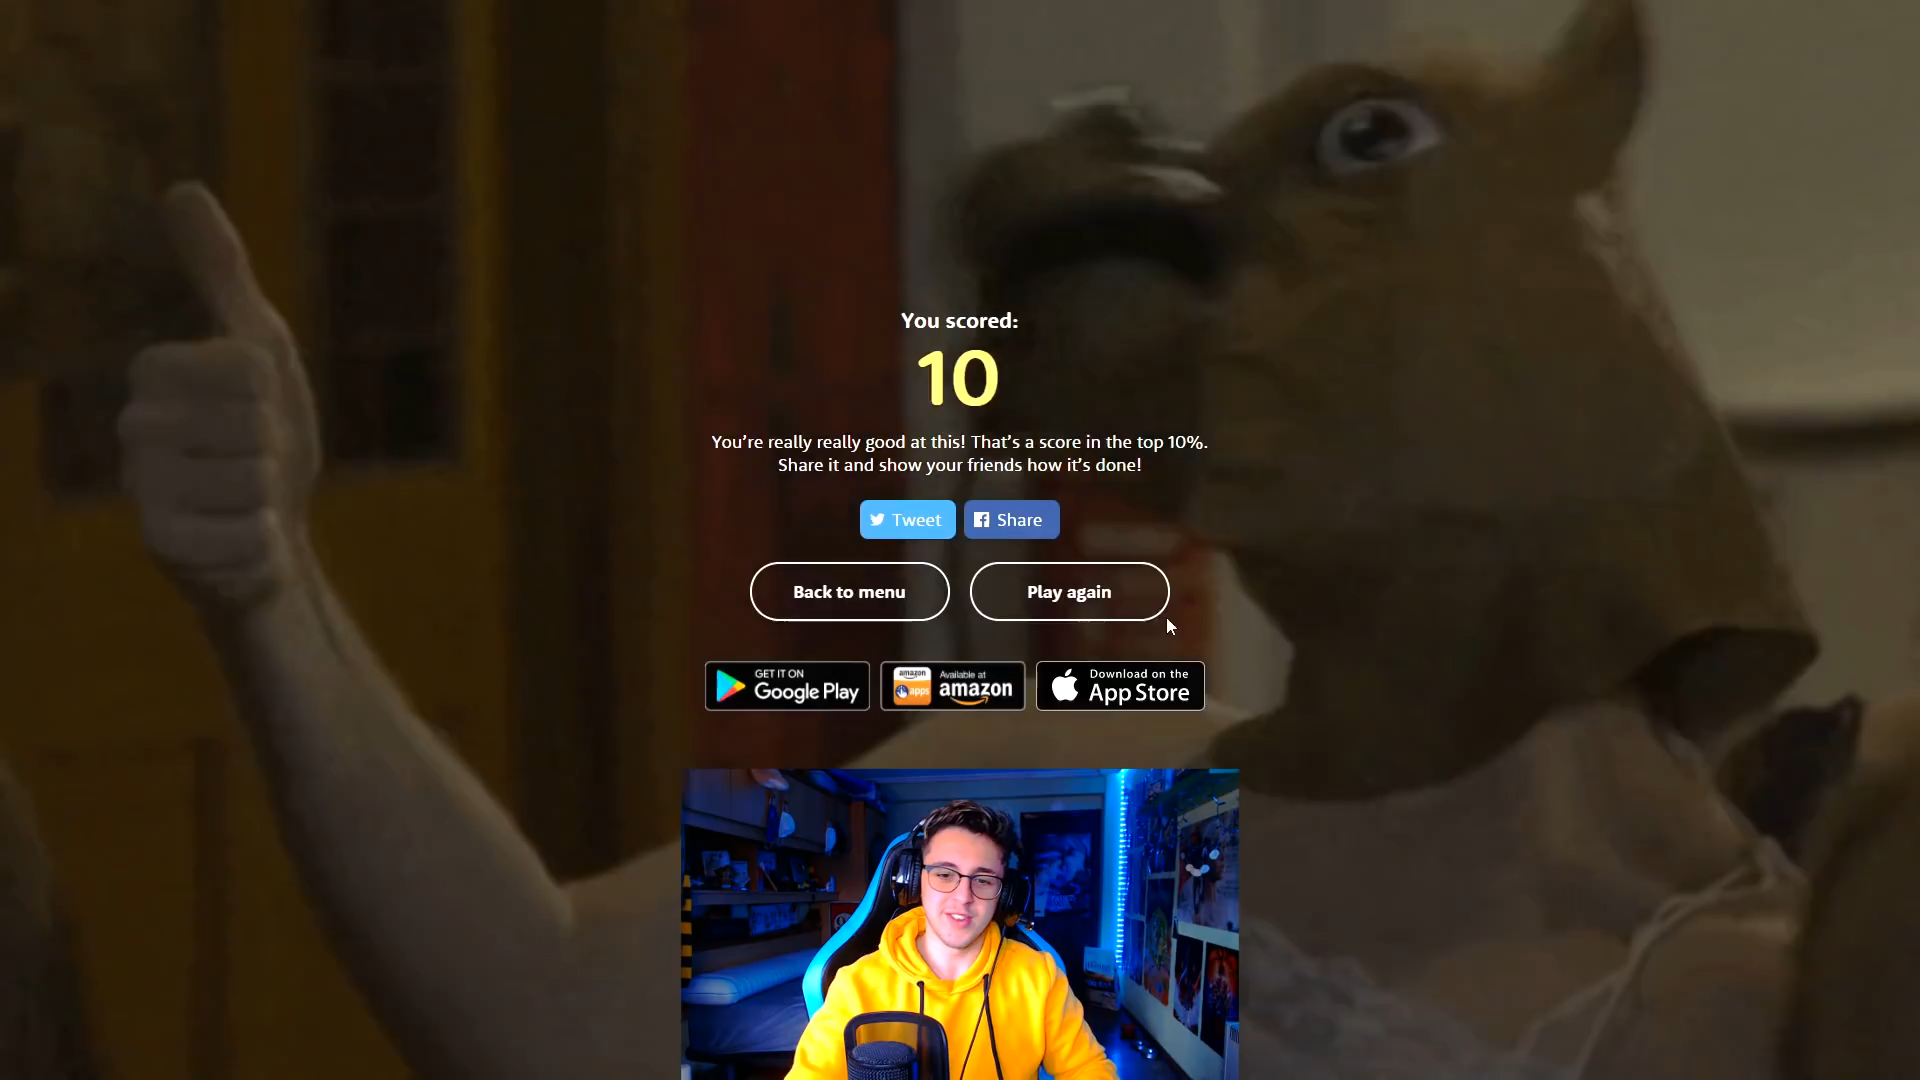 You scored:
10
You're really really good at this! That's a score in the top 10%.
Share it and show your friends how it's done!
Tweet
Share
Back to menu
Play again
GET IT ON
Google Play
amazon
apps
Available at
amazon
Download on the
App Store